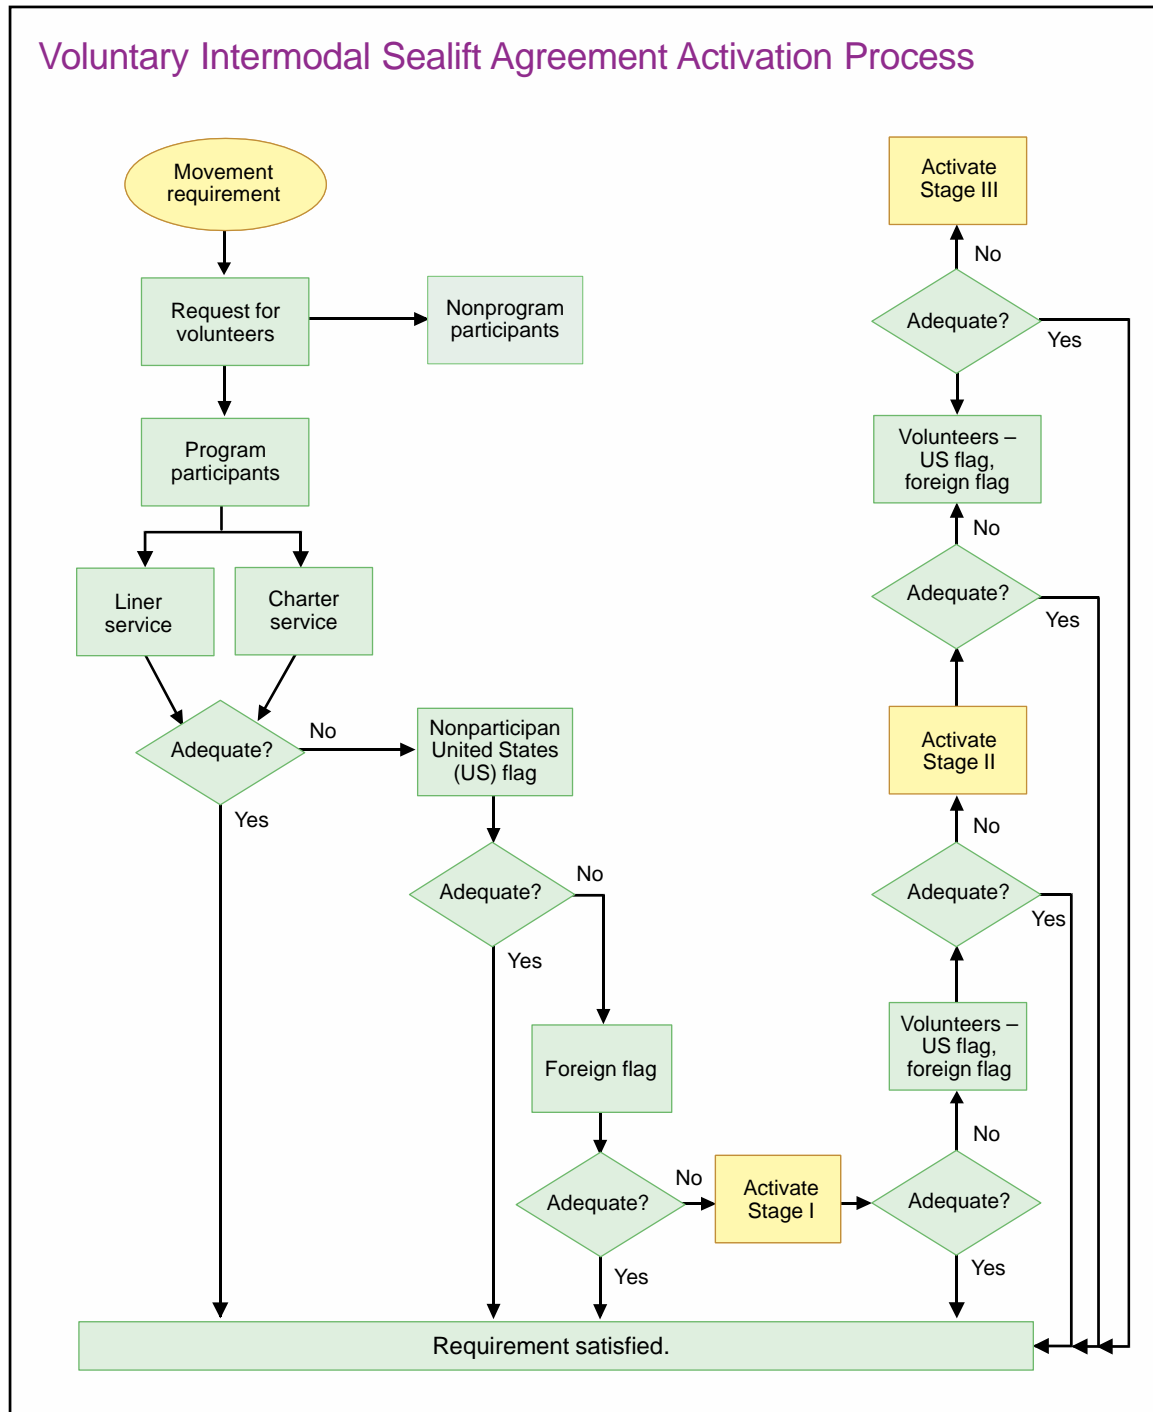 Voluntary Intermodal Sealift Agreement Activation Process
Movement
requirement
Request for
volunteers
Nonprogram
participants
Program
participants
Liner
service
Charter
service
Adequate?
No
Yes
Nonparticipan
United States
(US) flag
Adequate?
No
Yes
Foreign flag
Adequate?
No
Yes
Activate
Stage I
Adequate?
No
Yes
Volunteers –
US flag,
foreign flag
Adequate?
No
Yes
Activate
Stage II
Adequate?
No
Yes
Volunteers –
US flag,
foreign flag
Adequate?
No
Yes
Activate
Stage III
Requirement satisfied.